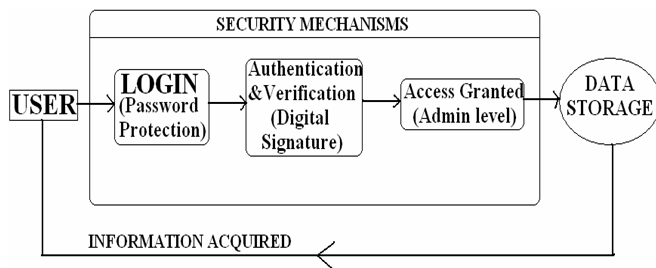 SECURITY MECHANISMS
USER
LOGIN
(Password
Protection)
Authentication
&Verification
(Digital
Signature)
Access Granted
(Admin level)
DATA
STORAGE
INFORMATION ACQUIRED